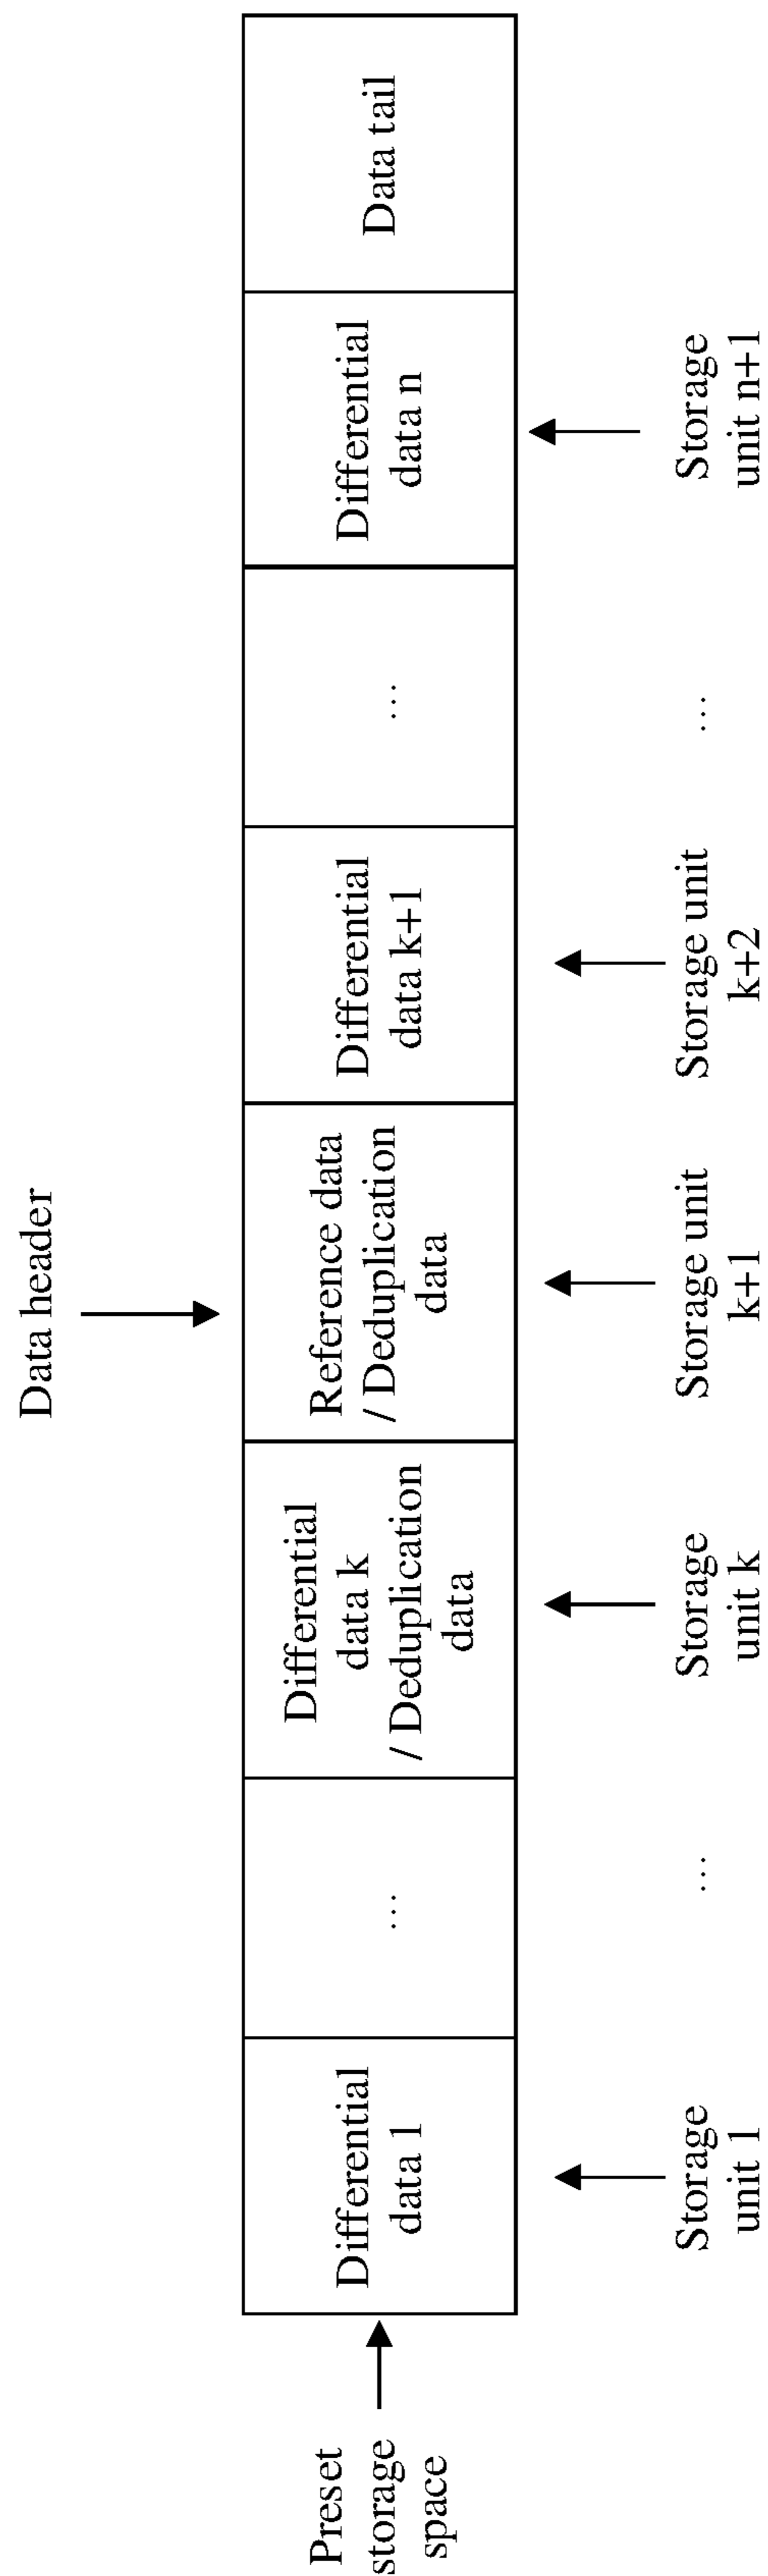 Data header
Preset
storage
space
Differential
data 1
...
Differential
data k
/ Deduplication
data
Reference data
/ Deduplication
data
Differential
data k+1
...
Differential
data n
Data tail
Storage
unit 1
...
Storage
unit k
Storage unit
k+1
Storage unit
k+2
...
Storage
unit n+1